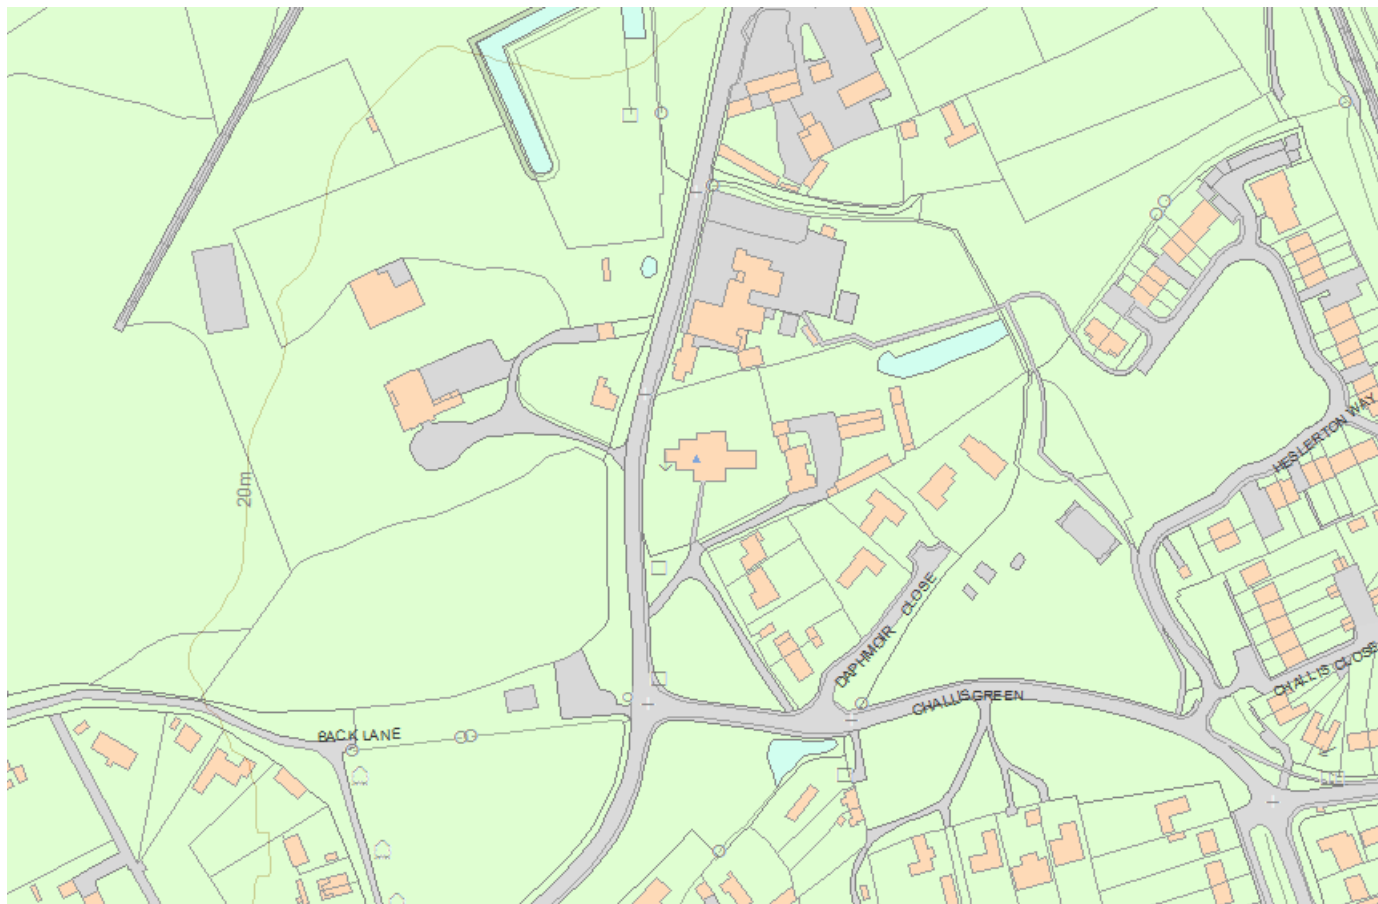 HESLERTON WAY
20m
DAPHMOIR CLOSE
CHALLIS CLOSE
CHALLIS GREEN
BACK LANE